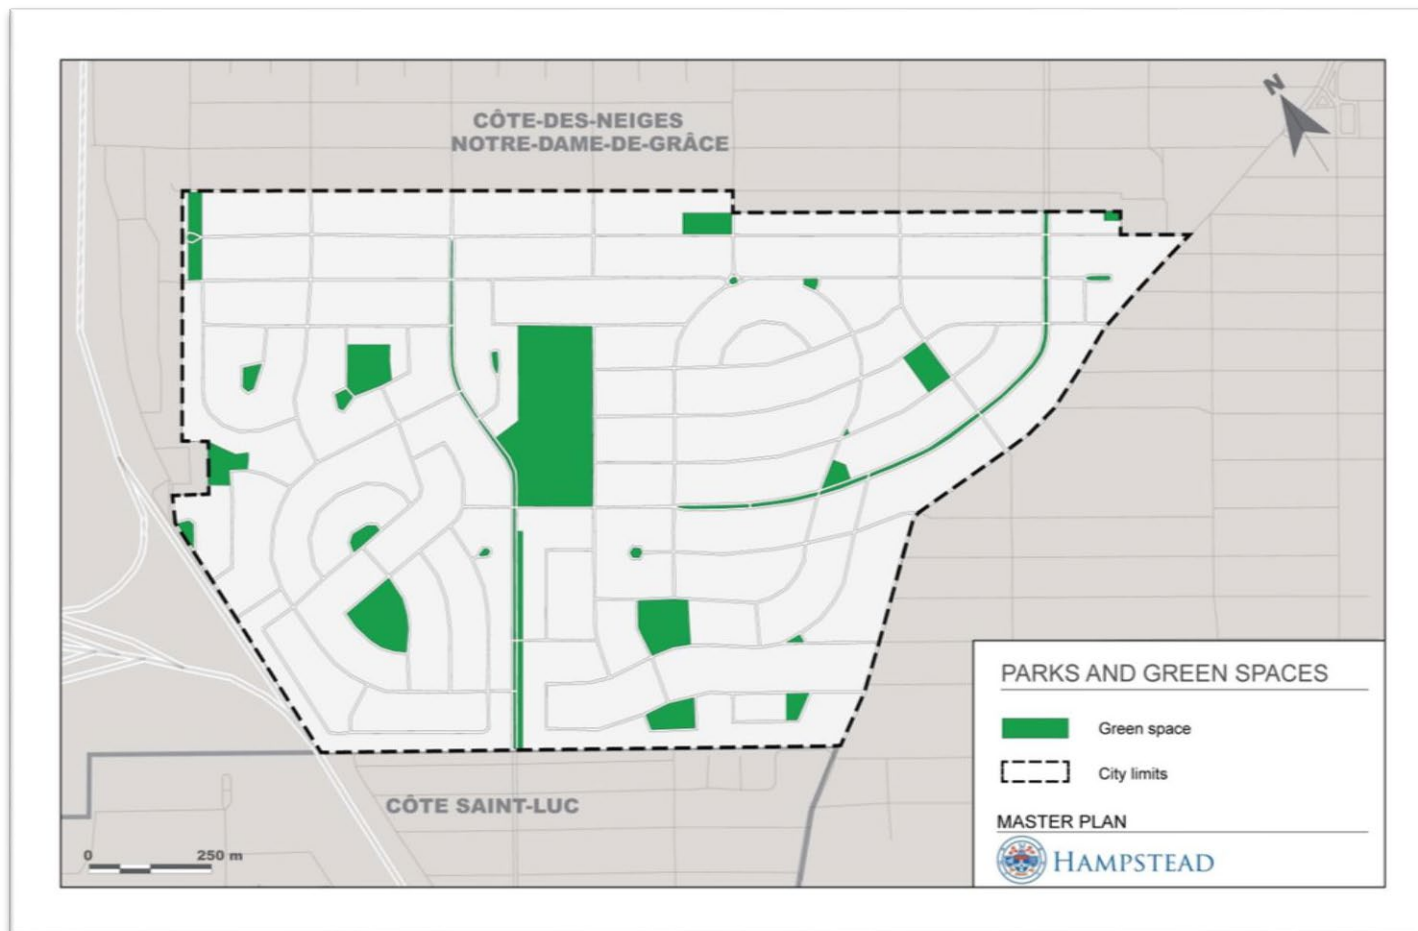 N
CÔTE-DES-NEIGES
NOTRE-DAME-DE-GRÂCE
PARKS AND GREEN SPACES
Green space
City limits
CÔTE SAINT-LUC
MASTER PLAN
0 250 m
HAMPSTEAD